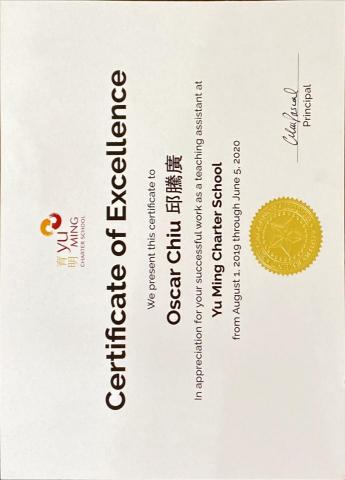 育
明
yu
MING
CHARTER SCHOOL
Certificate of Excellence
We present this certificate to
Oscar Chiu 邱騰廣
In appreciation for your successful work as a teaching assistant at
Yu Ming Charter School
from August 1, 2019 through June 5, 2020
Principal